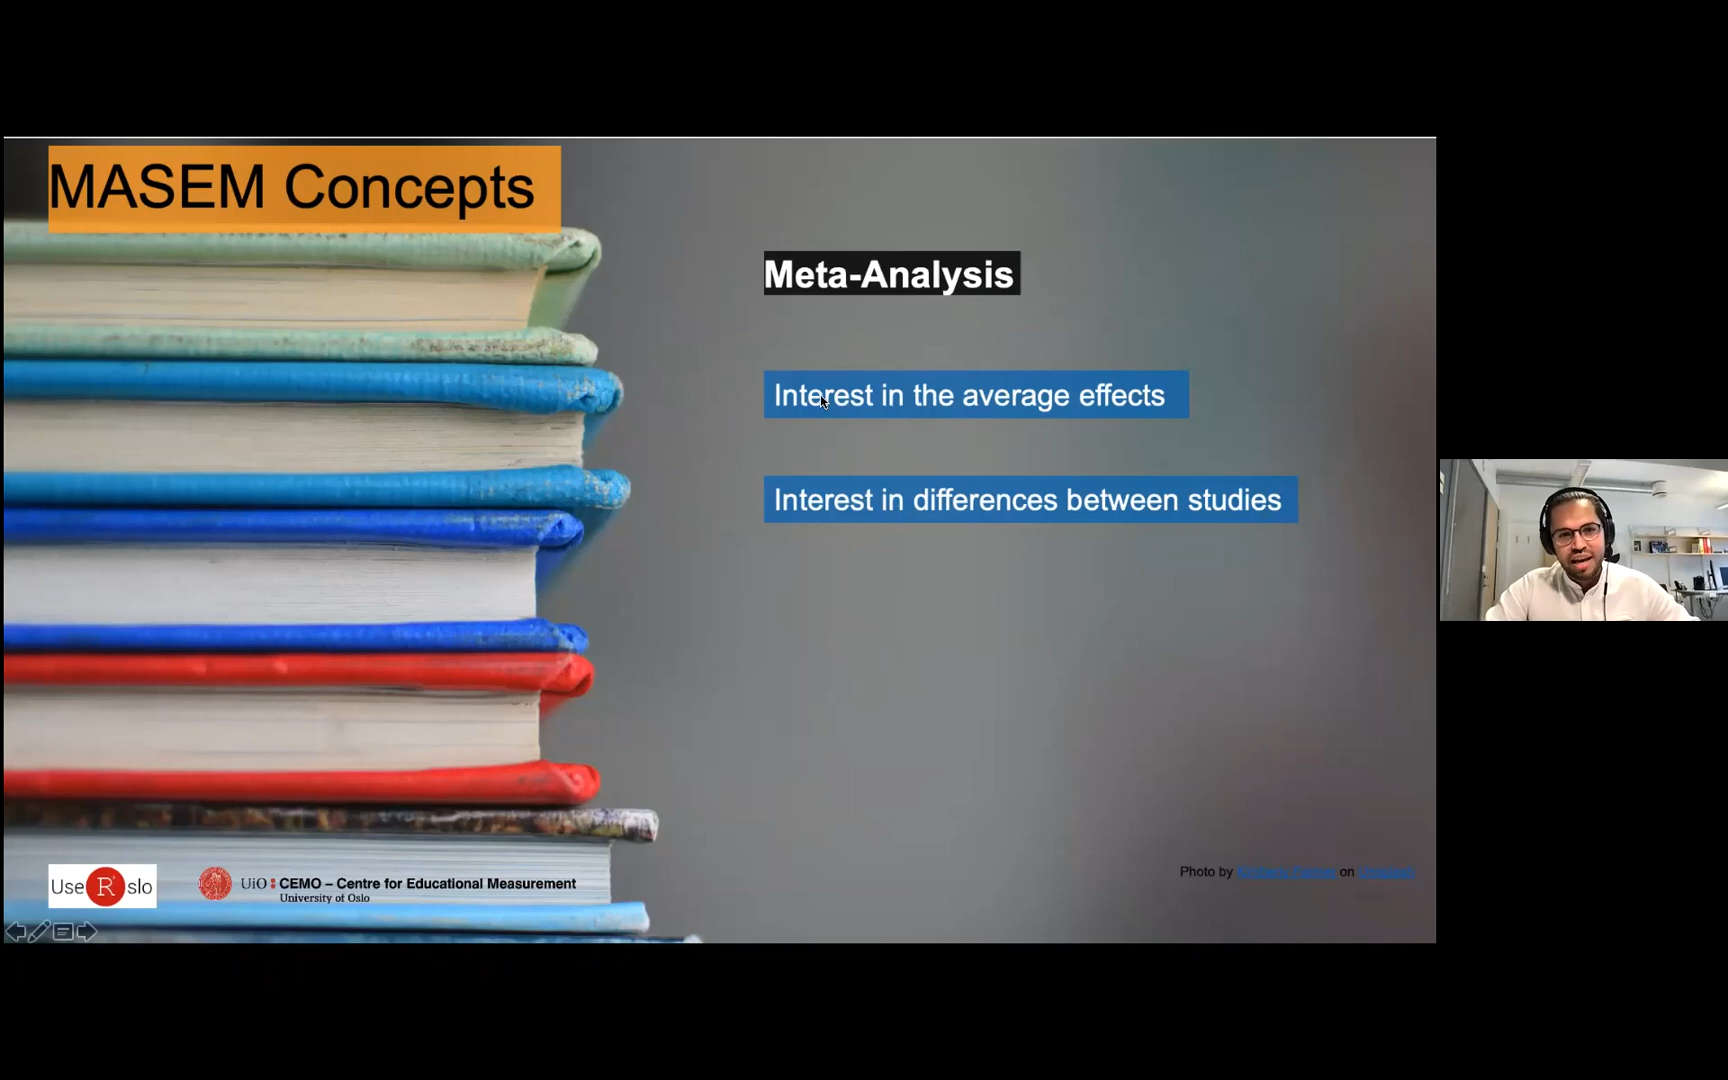 MASEM Concepts
Meta-Analysis
Interest in the average effects
Interest in differences between studies
Photo by on
Use R slo
UiO: CEMO – Centre for Educational Measurement
University of Oslo